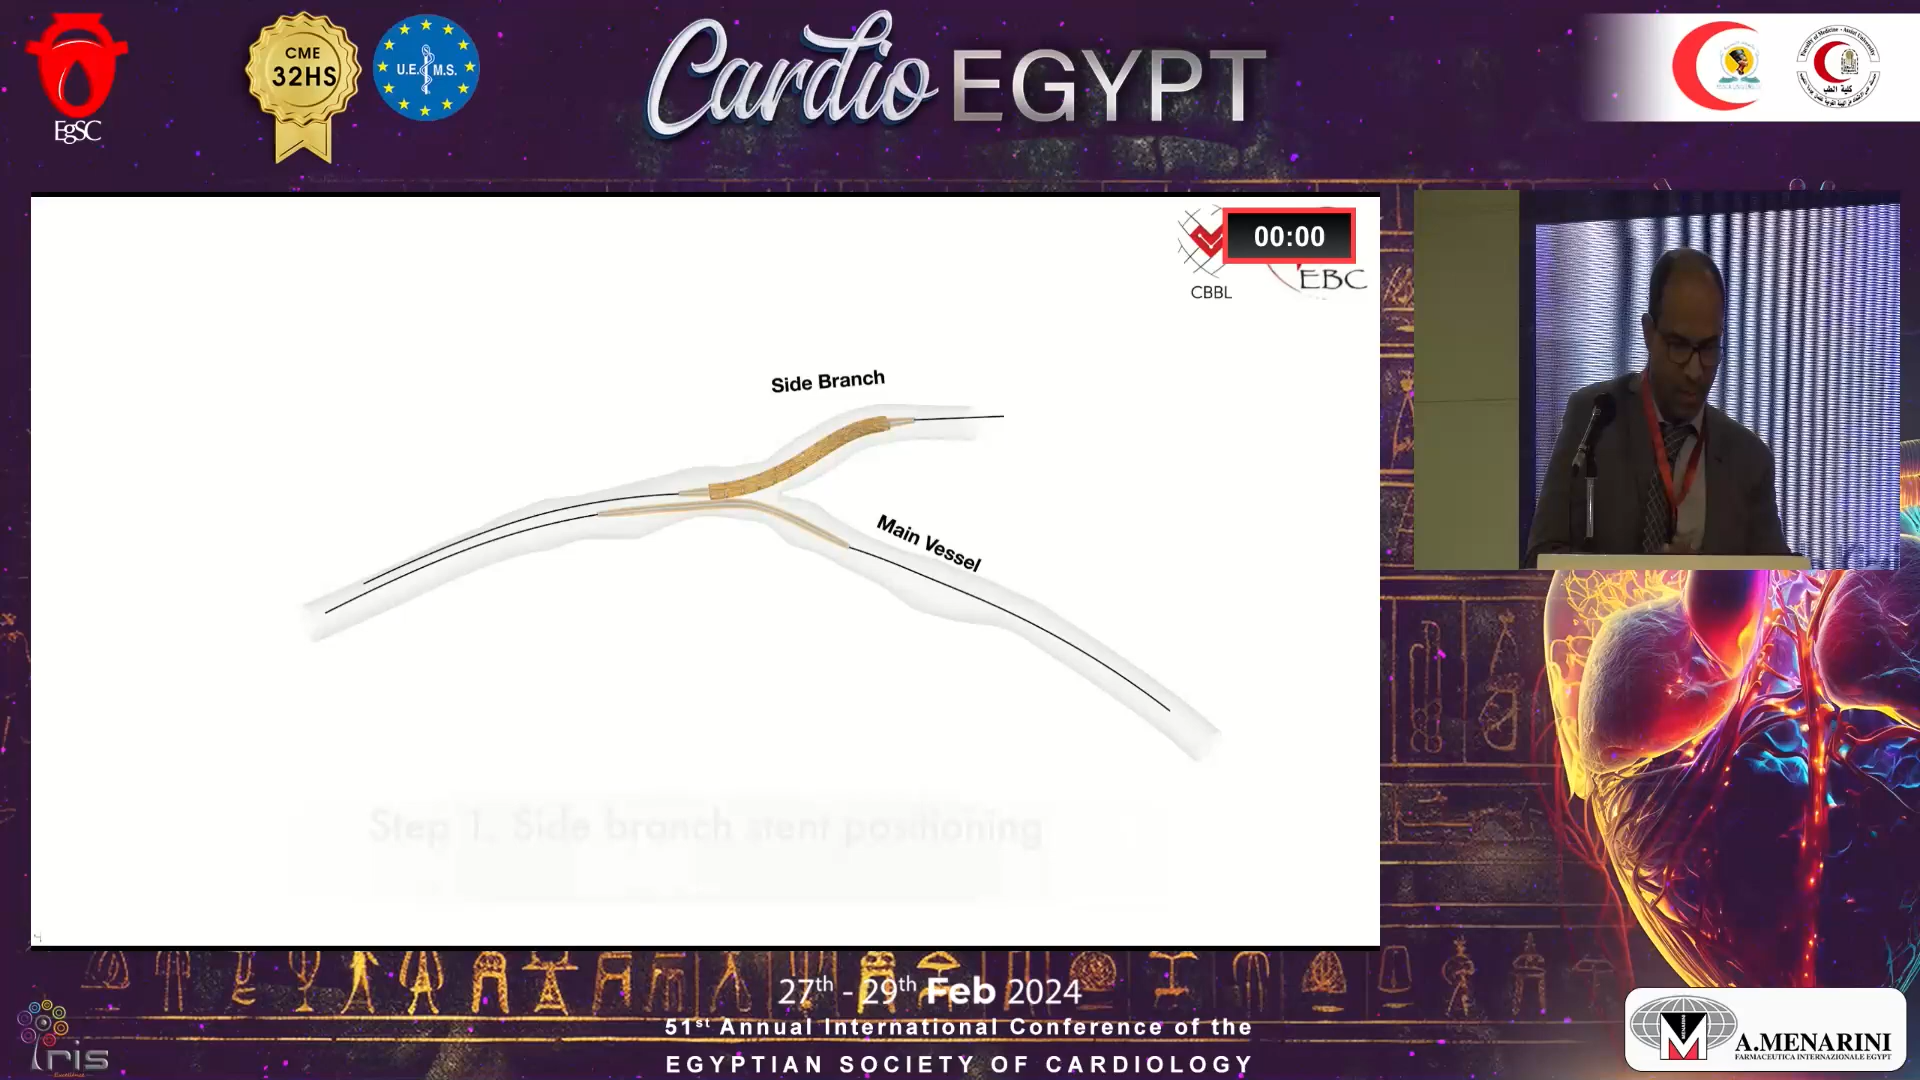 EgSC
CME
32HS
U.E.M.S.
Cardio EGYPT
00:00
CBBL
EBC
Side Branch
Main Vessel
Step 1. Side branch stent positioning
27th - 29th Feb 2024
51st Annual International Conference of the
EGYPTIAN SOCIETY OF CARDIOLOGY
iris
A.MENARINI
FARMACEUTICA INTERNAZIONALE EGYPT